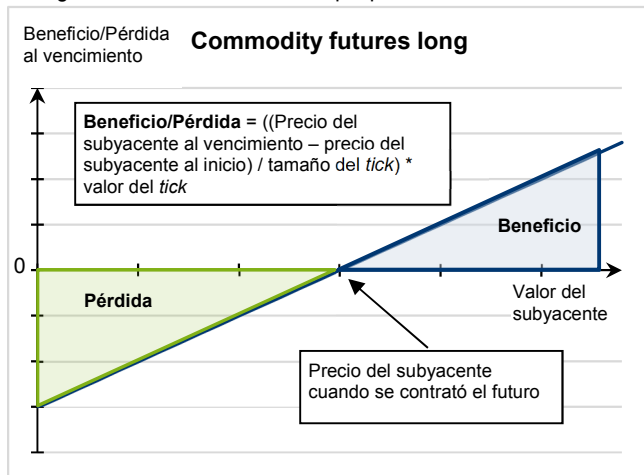 Beneficio/Pérdida
al vencimiento
Commodity futures long
Beneficio/Pérdida = ((Precio del
subyacente al vencimiento – precio del
subyacente al inicio) / tamaño del tick) *
valor del tick
Beneficio
0
Pérdida
Valor del
subyacente
Precio del subyacente
cuando se contrató el futuro